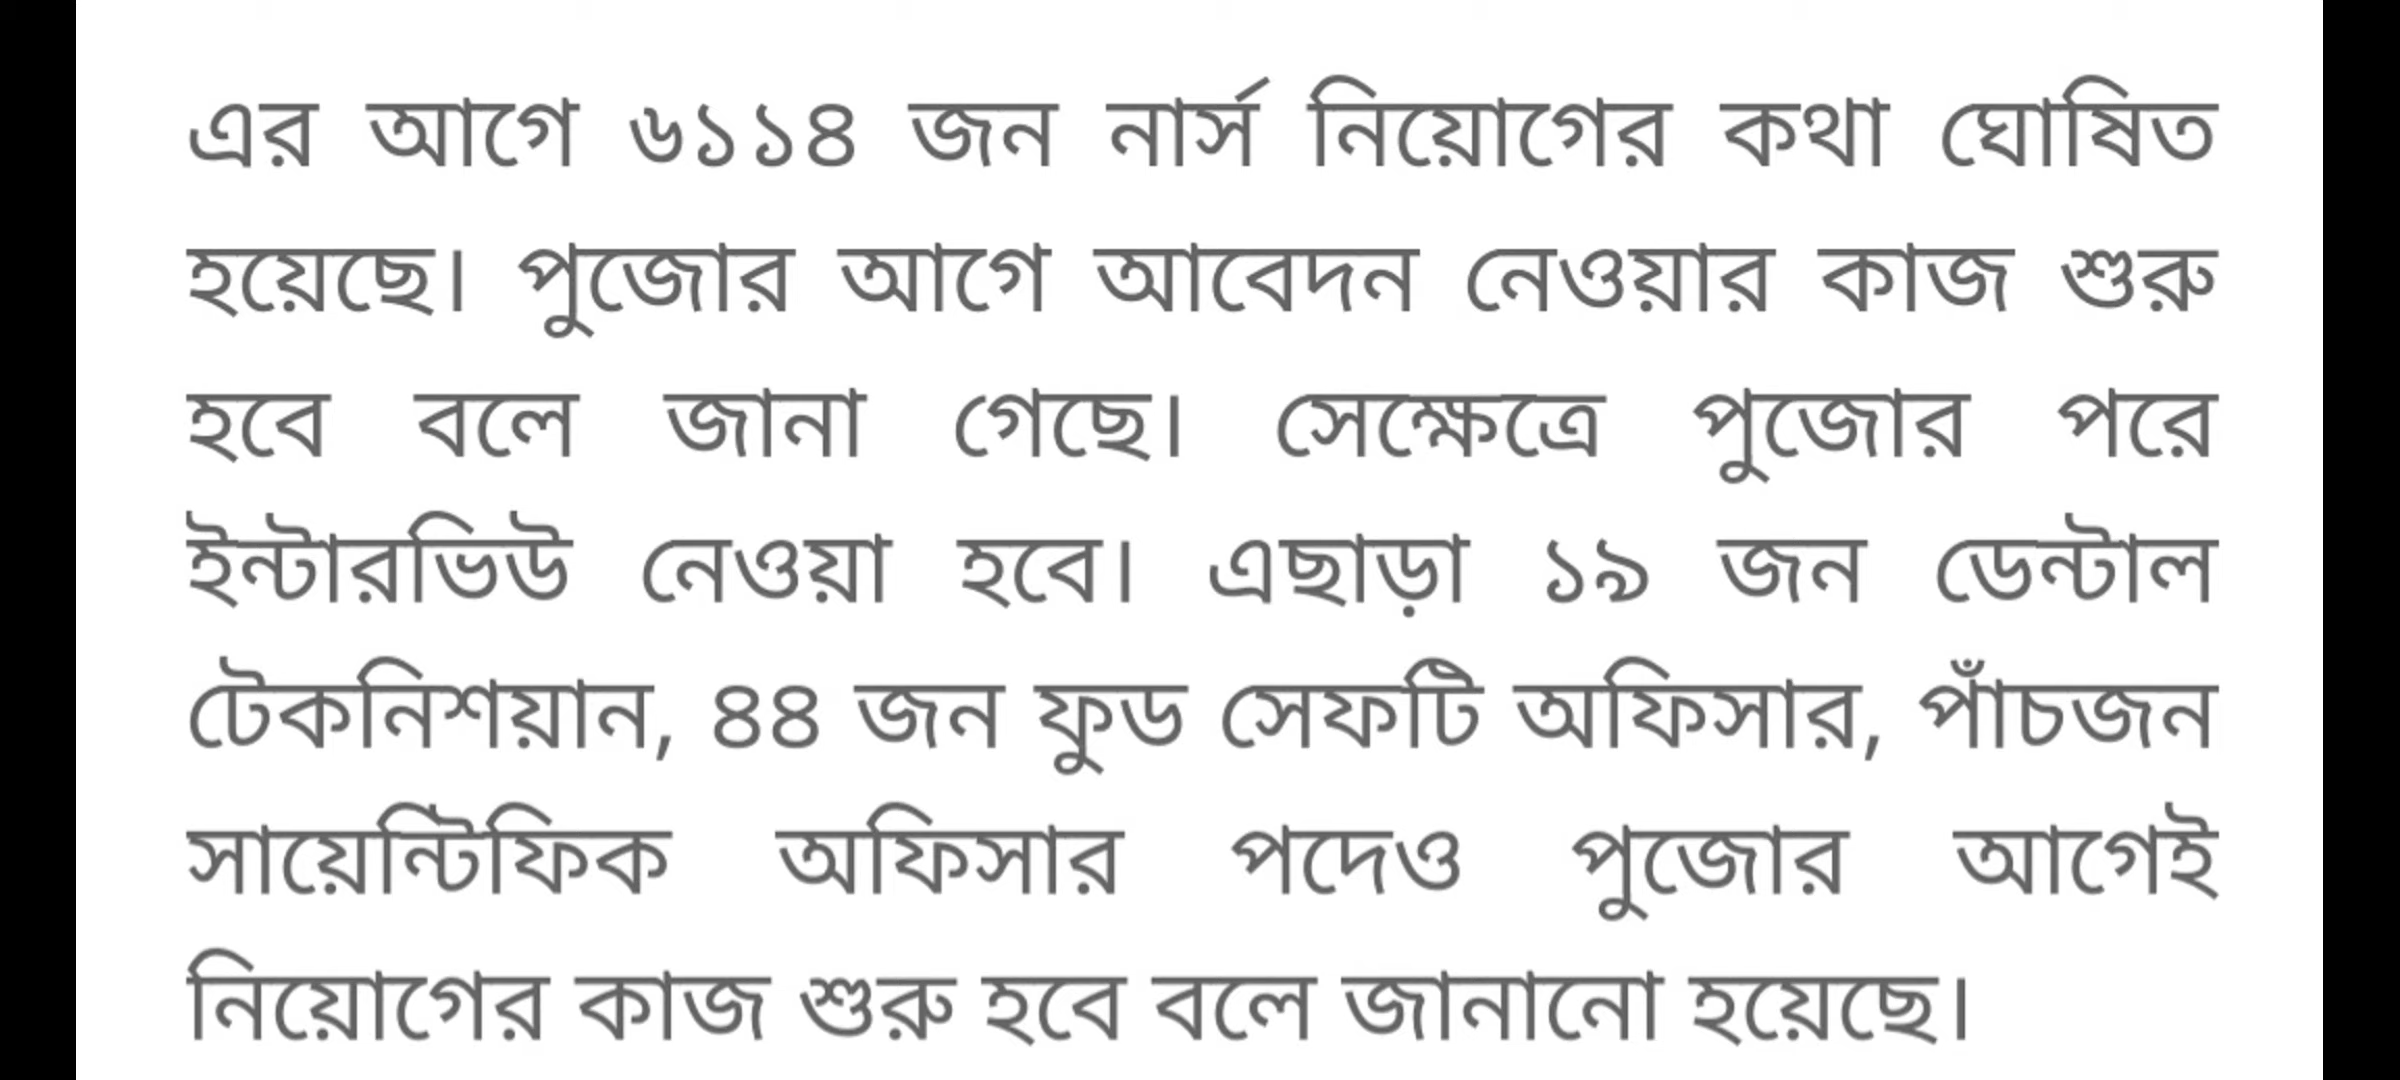 এর আগে ৬১১৪ জন নার্স নিয়োগের কথা ঘোষিত
হয়েছে। পুজোর আগে আবেদন নেওয়ার কাজ শুরু
হবে বলে জানা গেছে। সেক্ষেত্রে পুজোর পরে
ইন্টারভিউ নেওয়া হবে। এছাড়া ১৯ জন ডেন্টাল
টেকনিশয়ান, ৪৪ জন ফুড সেফটি অফিসার, পাঁচজন
সায়েন্টিফিক অফিসার পদেও পুজোর আগেই
নিয়োগের কাজ শুরু হবে বলে জানানো হয়েছে।